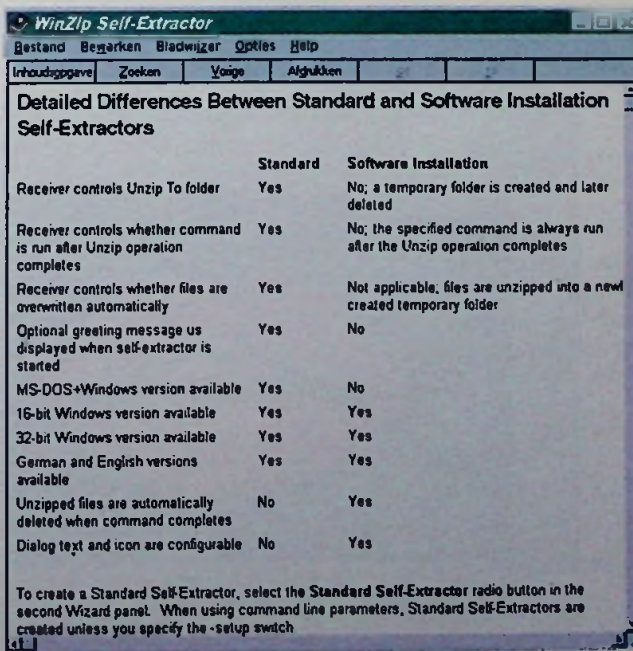 WinZip Self-Extractor
Bestand Bewerken Bladwijzer Opties Help
Inhoudsopgave Zoeken Vorige Afdrukken
Detailed Differences Between Standard and Software Installation
Self-Extractors
Standard Software Installation
Receiver controls Unzip To folder Yes No; a temporary folder is created and later
deleted
Receiver controls whether command Yes No; the specified command is always run
is run after Unzip operation after the Unzip operation completes
completes
Receiver controls whether files are Yes Not applicable; files are unzipped into a newl
overwritten automatically created temporary folder
Optional greeting message us Yes No
displayed when self-extractor is
started
MS-DOS+Windows version available Yes No
16-bit Windows version available Yes Yes
32-bit Windows version available Yes Yes
German and English versions Yes Yes
available
Unzipped files are automatically No Yes
deleted when command completes
Dialog text and icon are configurable No Yes
To create a Standard Self-Extractor, select the Standard Self-Extractor radio button in the
second Wizard panel. When using command line parameters, Standard Self-Extractors are
created unless you specify the -setup switch